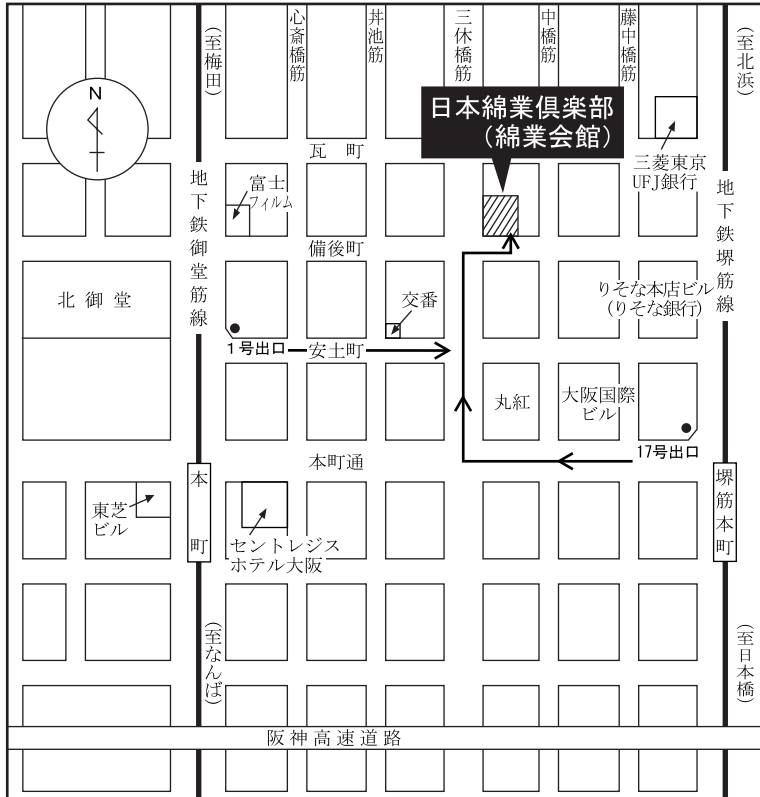 (至梅田)
心斎橋筋
丼池筋
三休橋筋
中橋筋
藤中橋筋
(至北浜)
N
日本綿業倶楽部
(綿業会館)
瓦町
三菱東京
UFJ銀行
地下鉄御堂筋線
富士
フィルム
地下鉄堺筋線
備後町
北御堂
交番
りそな本店ビル
(りそな銀行)
1号出口
安土町
丸紅
大阪国際
ビル
17号出口
本町通
本町
堺筋本町
東芝
ビル
セントレジス
ホテル大阪
(至なんば)
(至日本橋)
阪神高速道路